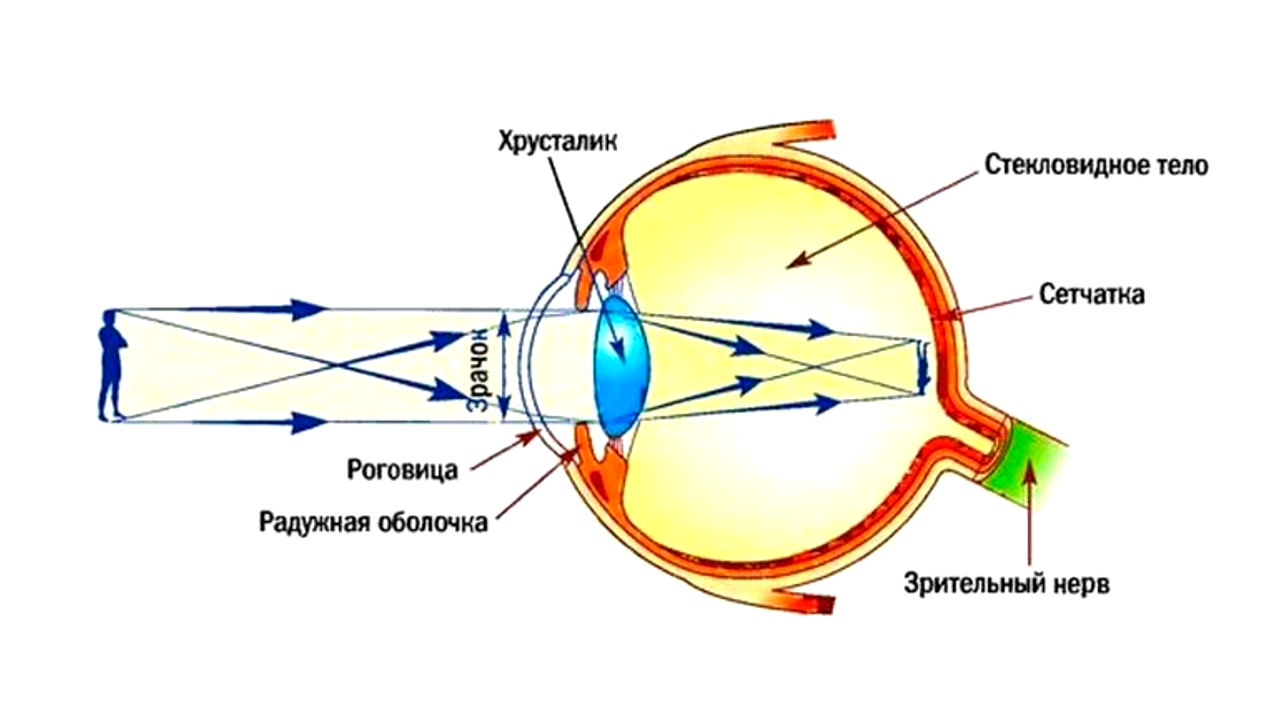 Хрусталик
Стекловидное тело
Сетчатка
Зрачок
Роговица
Радужная оболочка
Зрительный нерв